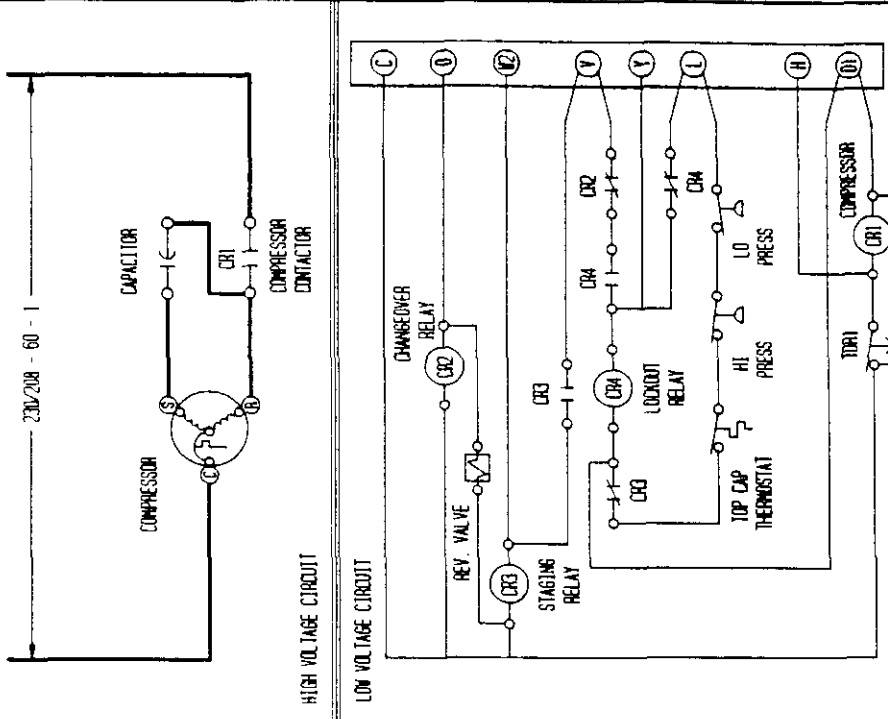 230/208 - 60 - 1
CAPACITOR
CR1
COMPRESSOR
CONTACTOR
S
R
C
COMPRESSOR
HIGH VOLTAGE CIRCUIT
LOW VOLTAGE CIRCUIT
C
O
W2
V
Y
L
H
O1
CHANGEOVER
RELAY
CR2
REV. VALVE
CR3
STAGING
RELAY
CR3
CR2
CR4
CR4
LOCKOUT
RELAY
CR3
CR4
LO
PRESS
HI
PRESS
TOP CAP
THERMOSTAT
COMPRESSOR
CR1
TDR1